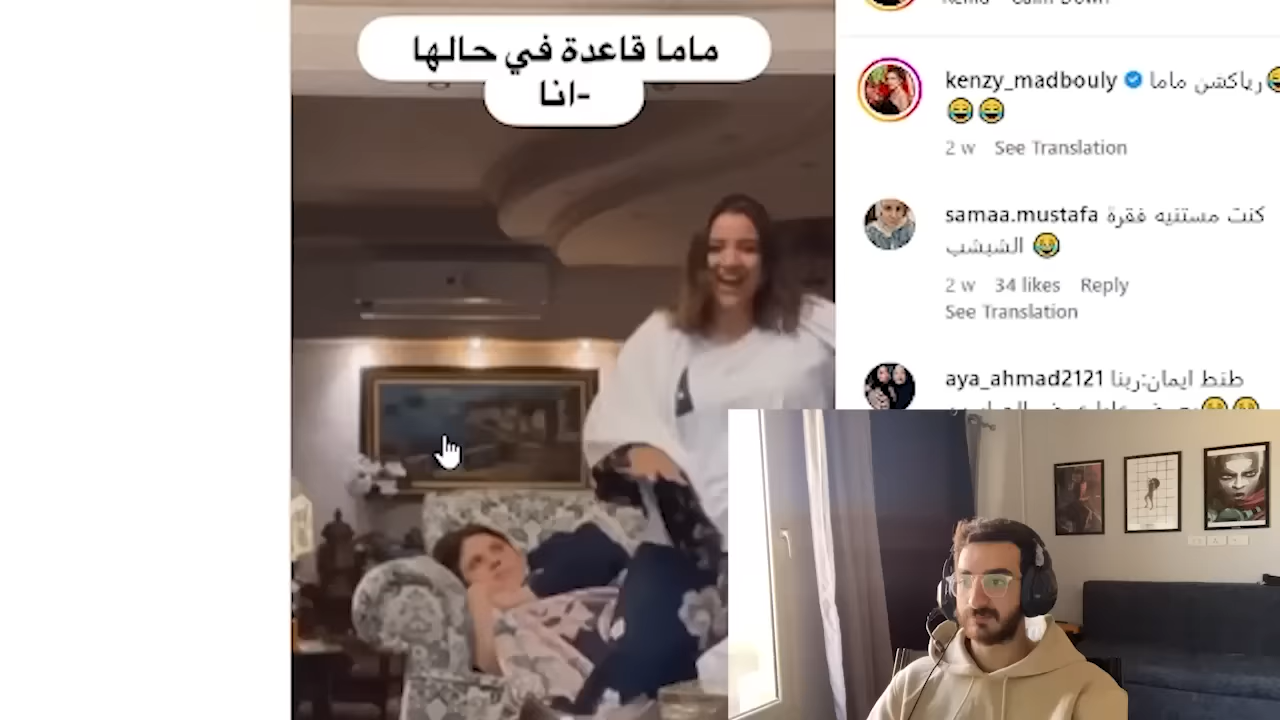 ماما قاعدة في حالها
-انا
kenzy_madbouly رياكشن ماما 😂
😂😂
2 w See Translation
samaa.mustafa كنت مستنيه فقرة
الشبشب 😂
2 w 34 likes Reply
See Translation
aya_ahmad2121 طنط ايمان:ربنا